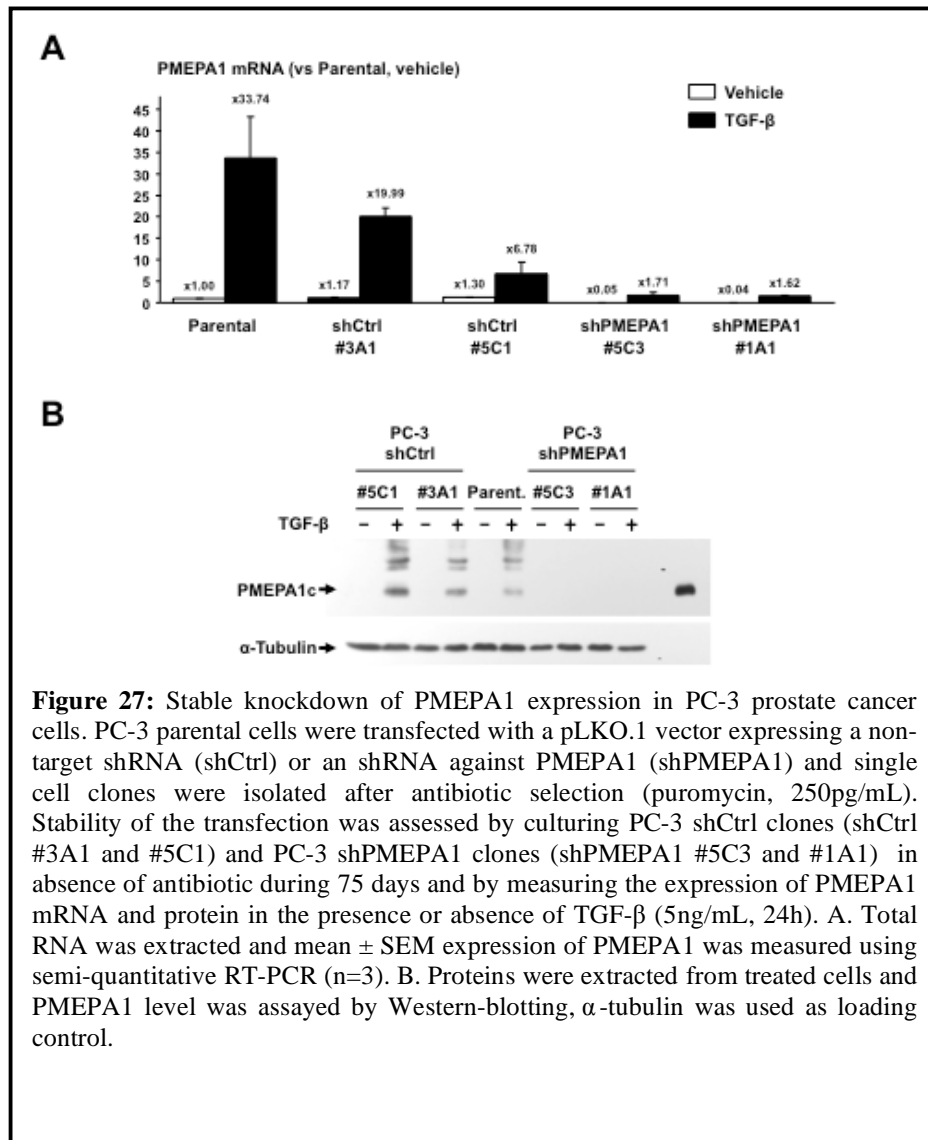 A
PMEPA1 mRNA (vs Parental, vehicle)
Vehicle
TGF-β
45
40
35
30
25
20
15
10
5
0
x1.00
x33.74
x1.17
x19.99
x1.30
x6.78
x0.05
x1.71
x0.04
x1.62
Parental
shCtrl
#3A1
shCtrl
#5C1
shPMEPA1
#5C3
shPMEPA1
#1A1
B
PC-3
shCtrl
PC-3
shPMEPA1
#5C1 #3A1 Parent. #5C3 #1A1
TGF-β - + - + - + - + - +
PMEPA1c
α-Tubulin
Figure 27: Stable knockdown of PMEPA1 expression in PC-3 prostate cancer
cells. PC-3 parental cells were transfected with a pLKO.1 vector expressing a non-
target shRNA (shCtrl) or an shRNA against PMEPA1 (shPMEPA1) and single
cell clones were isolated after antibiotic selection (puromycin, 250pg/mL).
Stability of the transfection was assessed by culturing PC-3 shCtrl clones (shCtrl
#3A1 and #5C1) and PC-3 shPMEPA1 clones (shPMEPA1 #5C3 and #1A1) in
absence of antibiotic during 75 days and by measuring the expression of PMEPA1
mRNA and protein in the presence or absence of TGF-β (5ng/mL, 24h). A. Total
RNA was extracted and mean ± SEM expression of PMEPA1 was measured using
semi-quantitative RT-PCR (n=3). B. Proteins were extracted from treated cells and
PMEPA1 level was assayed by Western-blotting, α-tubulin was used as loading
control.